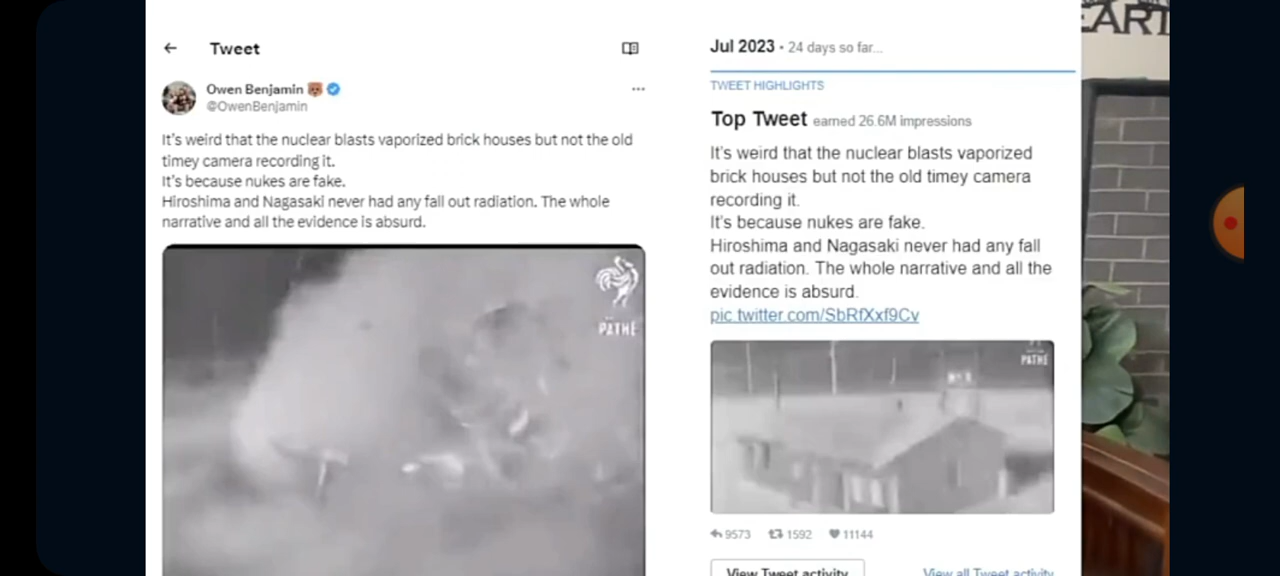 Tweet
Owen Benjamin
@OwenBenjamin
It's weird that the nuclear blasts vaporized brick houses but not the old
timey camera recording it.
It's because nukes are fake.
Hiroshima and Nagasaki never had any fall out radiation. The whole
narrative and all the evidence is absurd.
PATHÉ
Jul 2023 • 24 days so far...
TWEET HIGHLIGHTS
Top Tweet earned 26.6M impressions
It's weird that the nuclear blasts vaporized
brick houses but not the old timey camera
recording it.
It's because nukes are fake.
Hiroshima and Nagasaki never had any fall
out radiation. The whole narrative and all the
evidence is absurd.
pic.twitter.com/SbRfXxf9Cv
PATHÉ
9573 1592 11144
View Tweet activity View all Tweet activity
EART